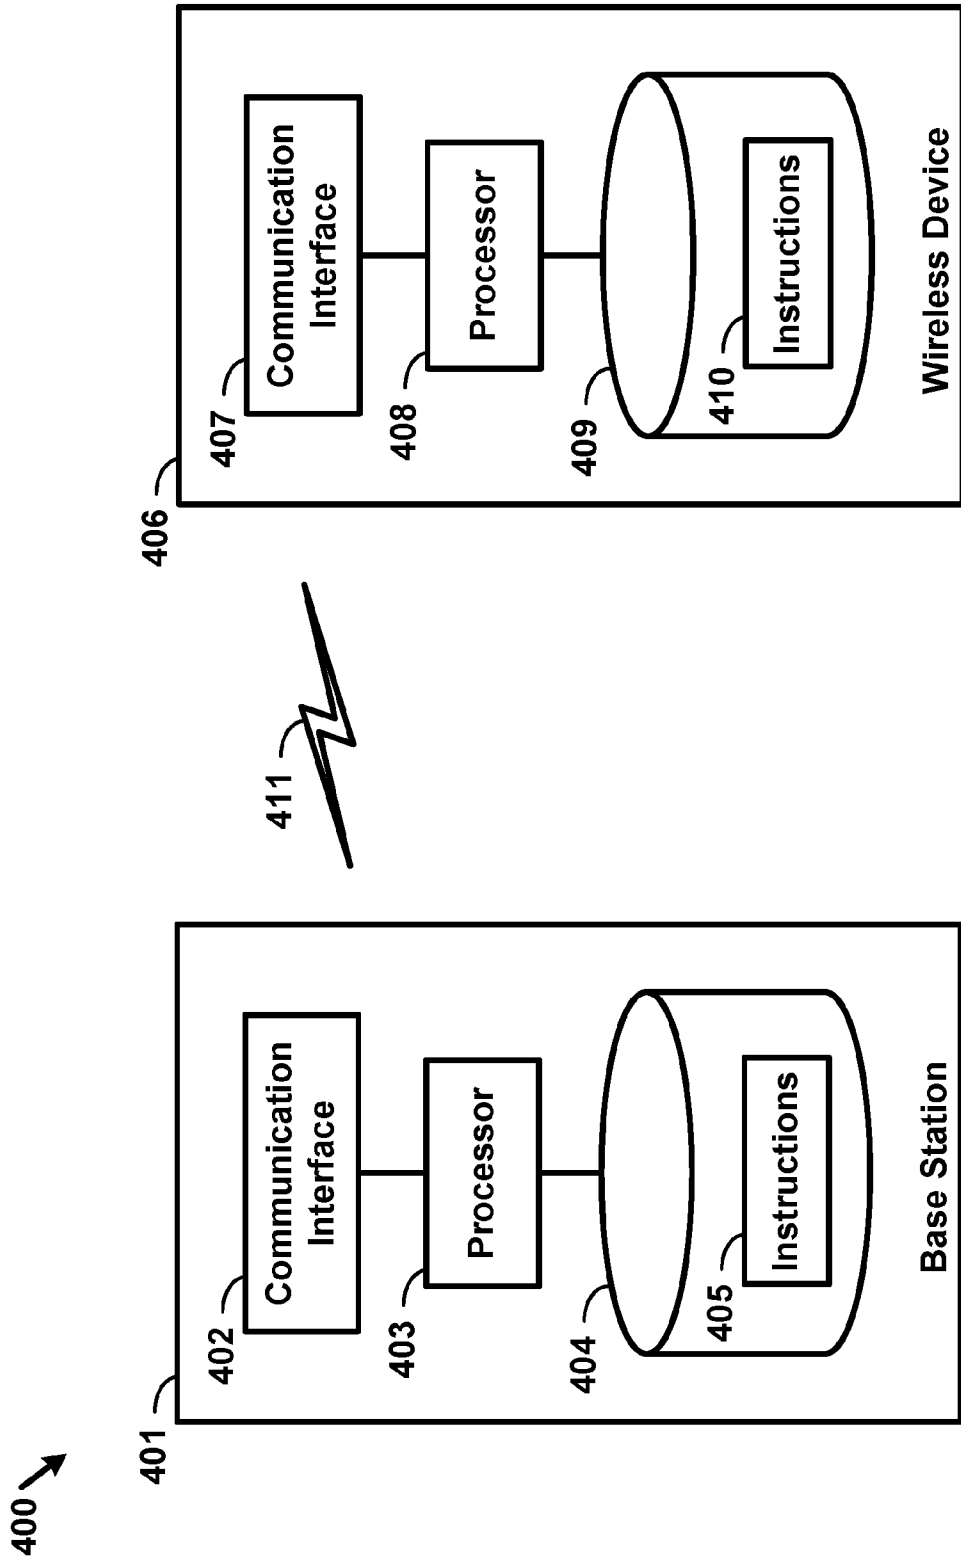 400
401
402
Communication
Interface
403
Processor
404
405
Instructions
Base Station
411
406
407
Communication
Interface
408
Processor
409
410
Instructions
Wireless Device